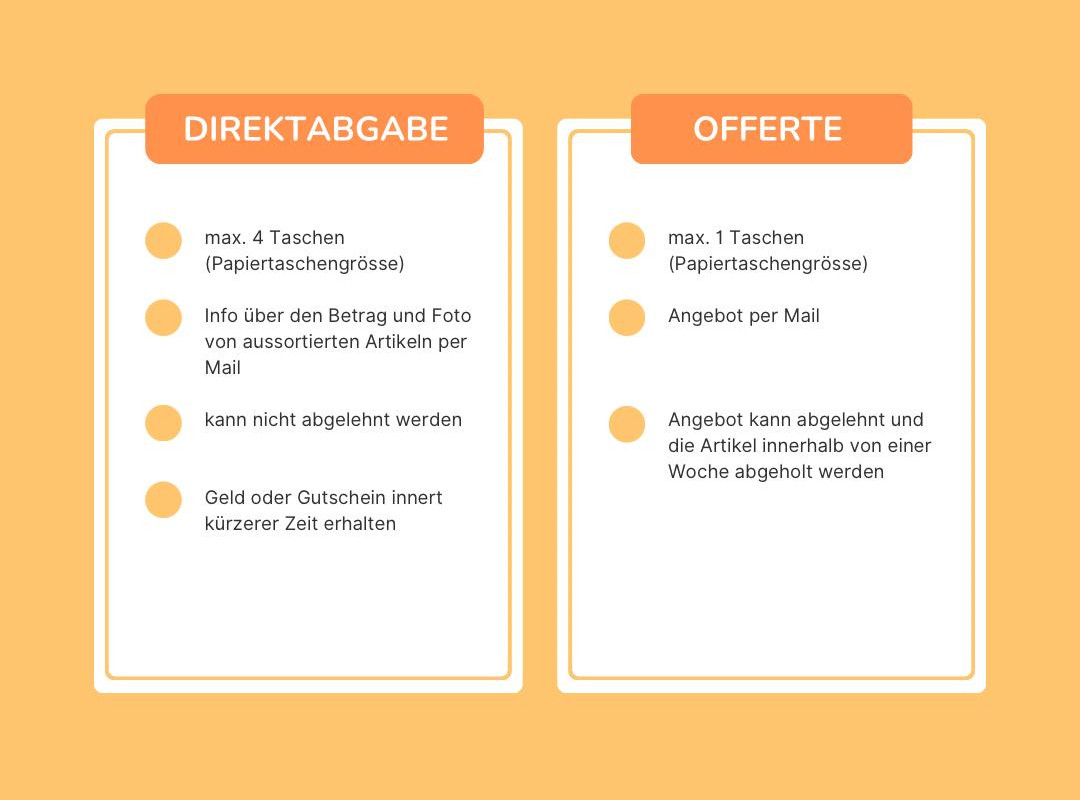 DIREKTABGABE
max. 4 Taschen
(Papiertaschengrösse)
Info über den Betrag und Foto
von aussortierten Artikeln per
Mail
kann nicht abgelehnt werden
Geld oder Gutschein innert
kürzerer Zeit erhalten
OFFERTE
max. 1 Taschen
(Papiertaschengrösse)
Angebot per Mail
Angebot kann abgelehnt und
die Artikel innerhalb von einer
Woche abgeholt werden